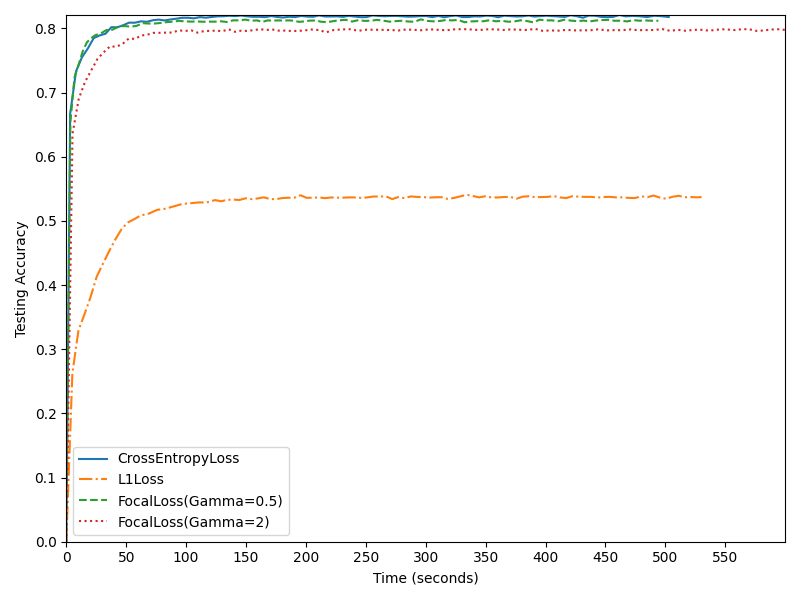 0.8
0.7
0.6
0.5
0.4
0.3
0.2
0.1
0.0
Testing Accuracy
CrossEntropyLoss
L1Loss
FocalLoss(Gamma=0.5)
FocalLoss(Gamma=2)
0 50 100 150 200 250 300 350 400 450 500 550
Time (seconds)